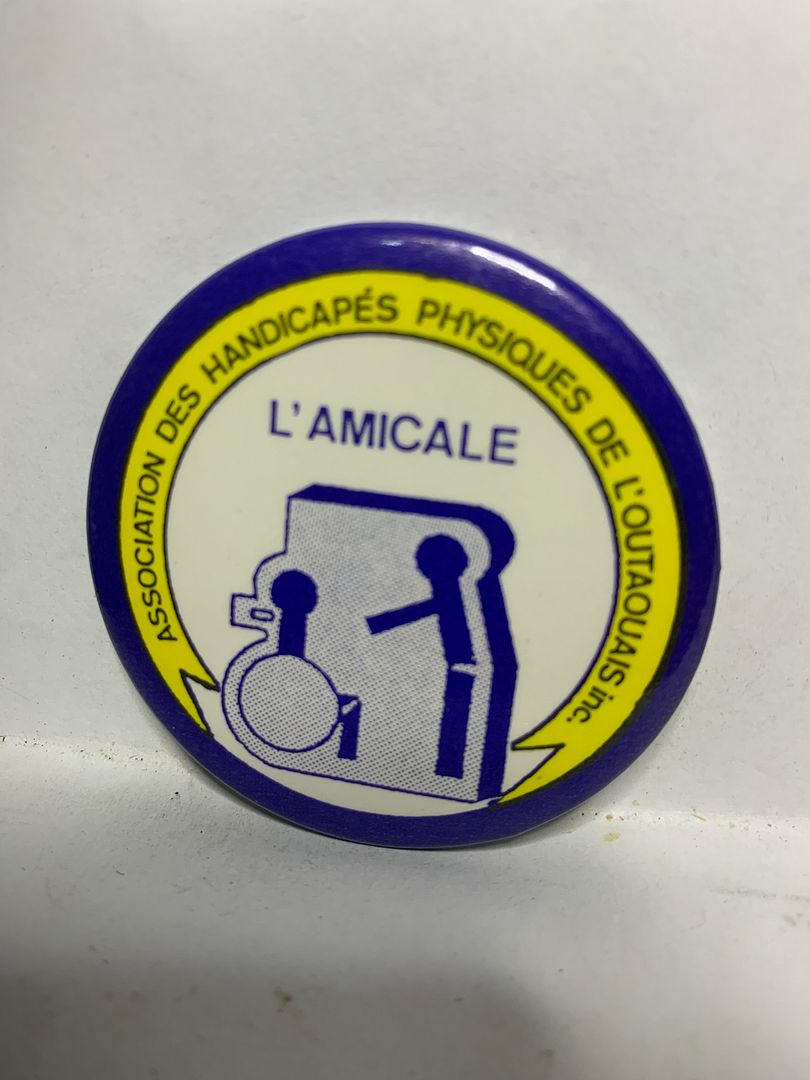 ASSOCIATION DES HANDICAPÉS PHYSIQUES DE L'OUTAOUAIS inc.
L'AMICALE